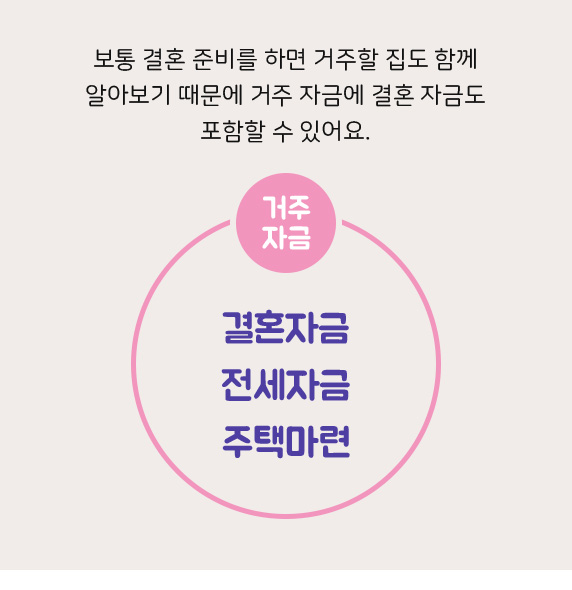 보통 결혼 준비를 하면 거주할 집도 함께
알아보기 때문에 거주 자금에 결혼 자금도
포함할 수 있어요.
거주
자금
결혼자금
전세자금
주택마련